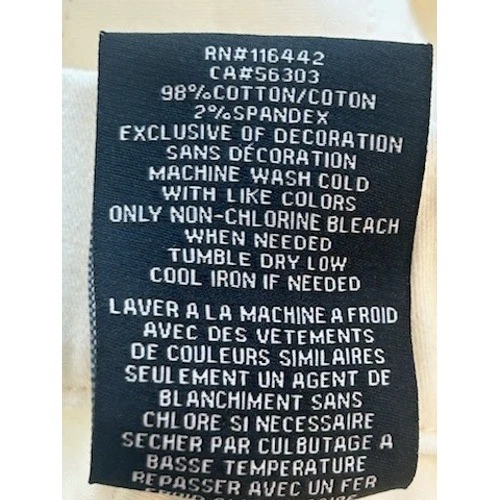 RN#116442
CA#56303
98%COTTON/COTON
2%SPANDEX
EXCLUSIVE OF DECORATION
SANS DÉCORATION
MACHINE WASH COLD
WITH LIKE COLORS
ONLY NON-CHLORINE BLEACH
WHEN NEEDED
TUMBLE DRY LOW
COOL IRON IF NEEDED
LAVER A LA MACHINE A FROID
AVEC DES VETEMENTS
DE COULEURS SIMILAIRES
SEULEMENT UN AGENT DE
BLANCHIMENT SANS
CHLORE SI NECESSAIRE
SECHER PAR CULBUTAGE A
BASSE TEMPERATURE
REPASSER AVEC UN FER